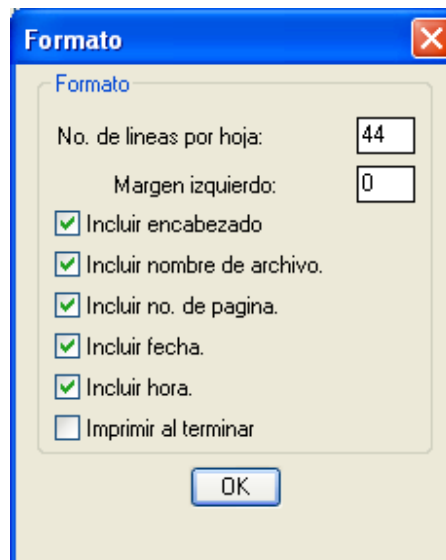 Formato
Formato
No. de lineas por hoja: 44
Margen izquierdo: 0
Incluir encabezado
Incluir nombre de archivo.
Incluir no. de pagina.
Incluir fecha.
Incluir hora.
Imprimir al terminar
OK